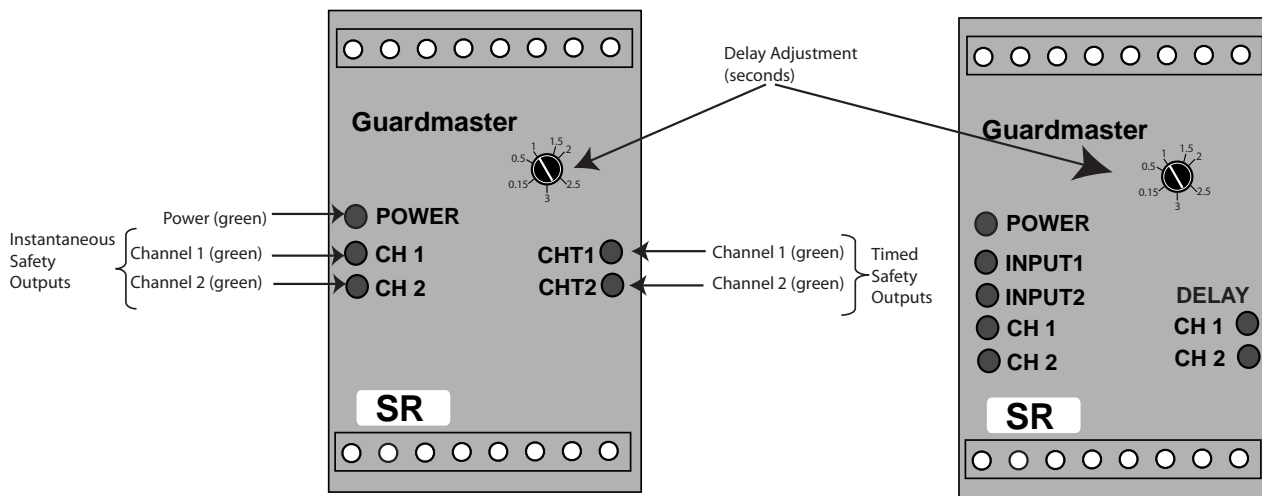 Delay Adjustment
(seconds)
Guardmaster
0.15
0.5
1
1.5
2
2.5
3
Power (green)
POWER
Instantaneous
Safety
Outputs
Channel 1 (green)
CH 1
Channel 2 (green)
CH 2
CHT1
Channel 1 (green)
CHT2
Channel 2 (green)
Timed
Safety
Outputs
SR
Guardmaster
0.15
0.5
1
1.5
2
2.5
3
POWER
INPUT1
INPUT2
CH 1
CH 2
DELAY
CH 1
CH 2
SR